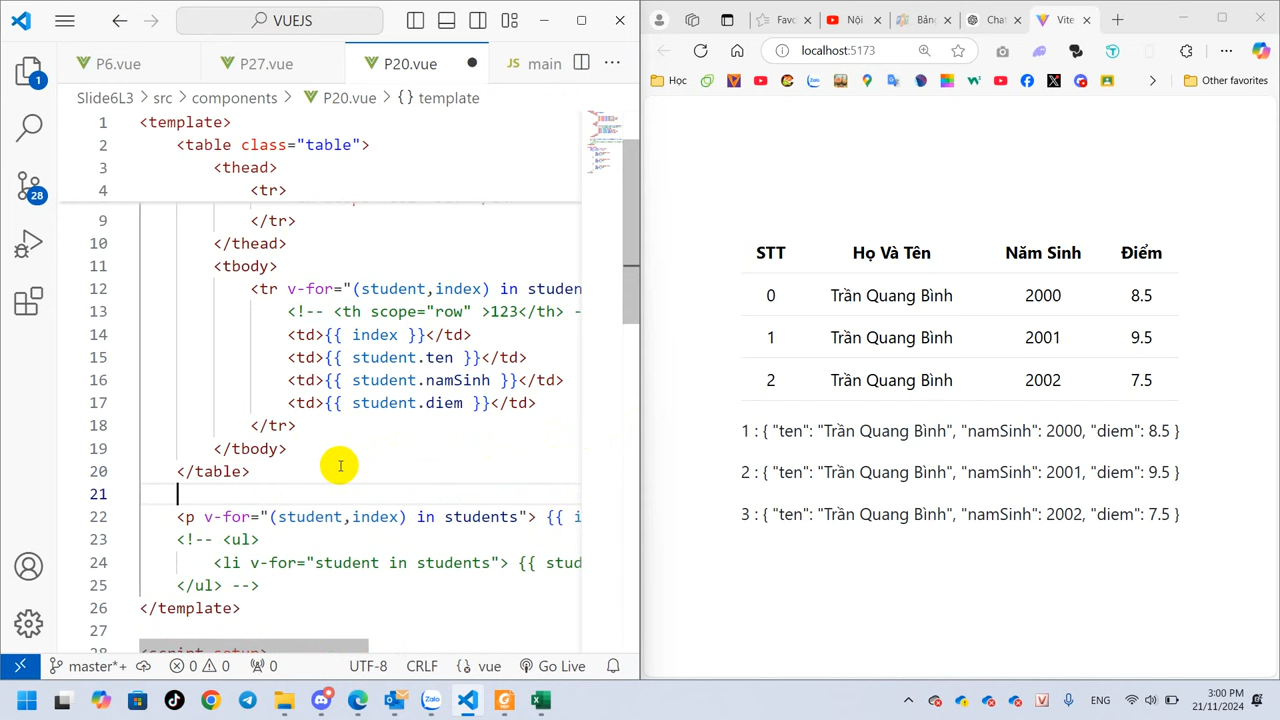 VUEJS
P6.vue
P27.vue
P20.vue
JS main
Slide6L3 > src > components > P20.vue > {} template
1 <template>
2 <table class="table">
3 <thead>
4 <tr>
9 </tr>
10 </thead>
11 <tbody>
12 <tr v-for="(student,index) in studen
13 <!-- <th scope="row" >123</th> -
14 <td>{{ index }}</td>
15 <td>{{ student.ten }}</td>
16 <td>{{ student.namSinh }}</td>
17 <td>{{ student.diem }}</td>
18 </tr>
19 </tbody>
20 </table>
21
22 <p v-for="(student,index) in students"> {{ i
23 <!-- <ul>
24 <li v-for="student in students"> {{ stud
25 </ul> -->
26 </template>
27
28 <script setup>
1
28
master*+
0 0
0
UTF-8
CRLF
{} vue
Go Live
Favo
Nội
Bản
Chat
Vite
localhost:5173
Học
Other favorites
STT Họ Và Tên Năm Sinh Điểm
0 Trần Quang Bình 2000 8.5
1 Trần Quang Bình 2001 9.5
2 Trần Quang Bình 2002 7.5
1 : { "ten": "Trần Quang Bình", "namSinh": 2000, "diem": 8.5 }
2 : { "ten": "Trần Quang Bình", "namSinh": 2001, "diem": 9.5 }
3 : { "ten": "Trần Quang Bình", "namSinh": 2002, "diem": 7.5 }
Zalo
ENG
3:00 PM
21/11/2024